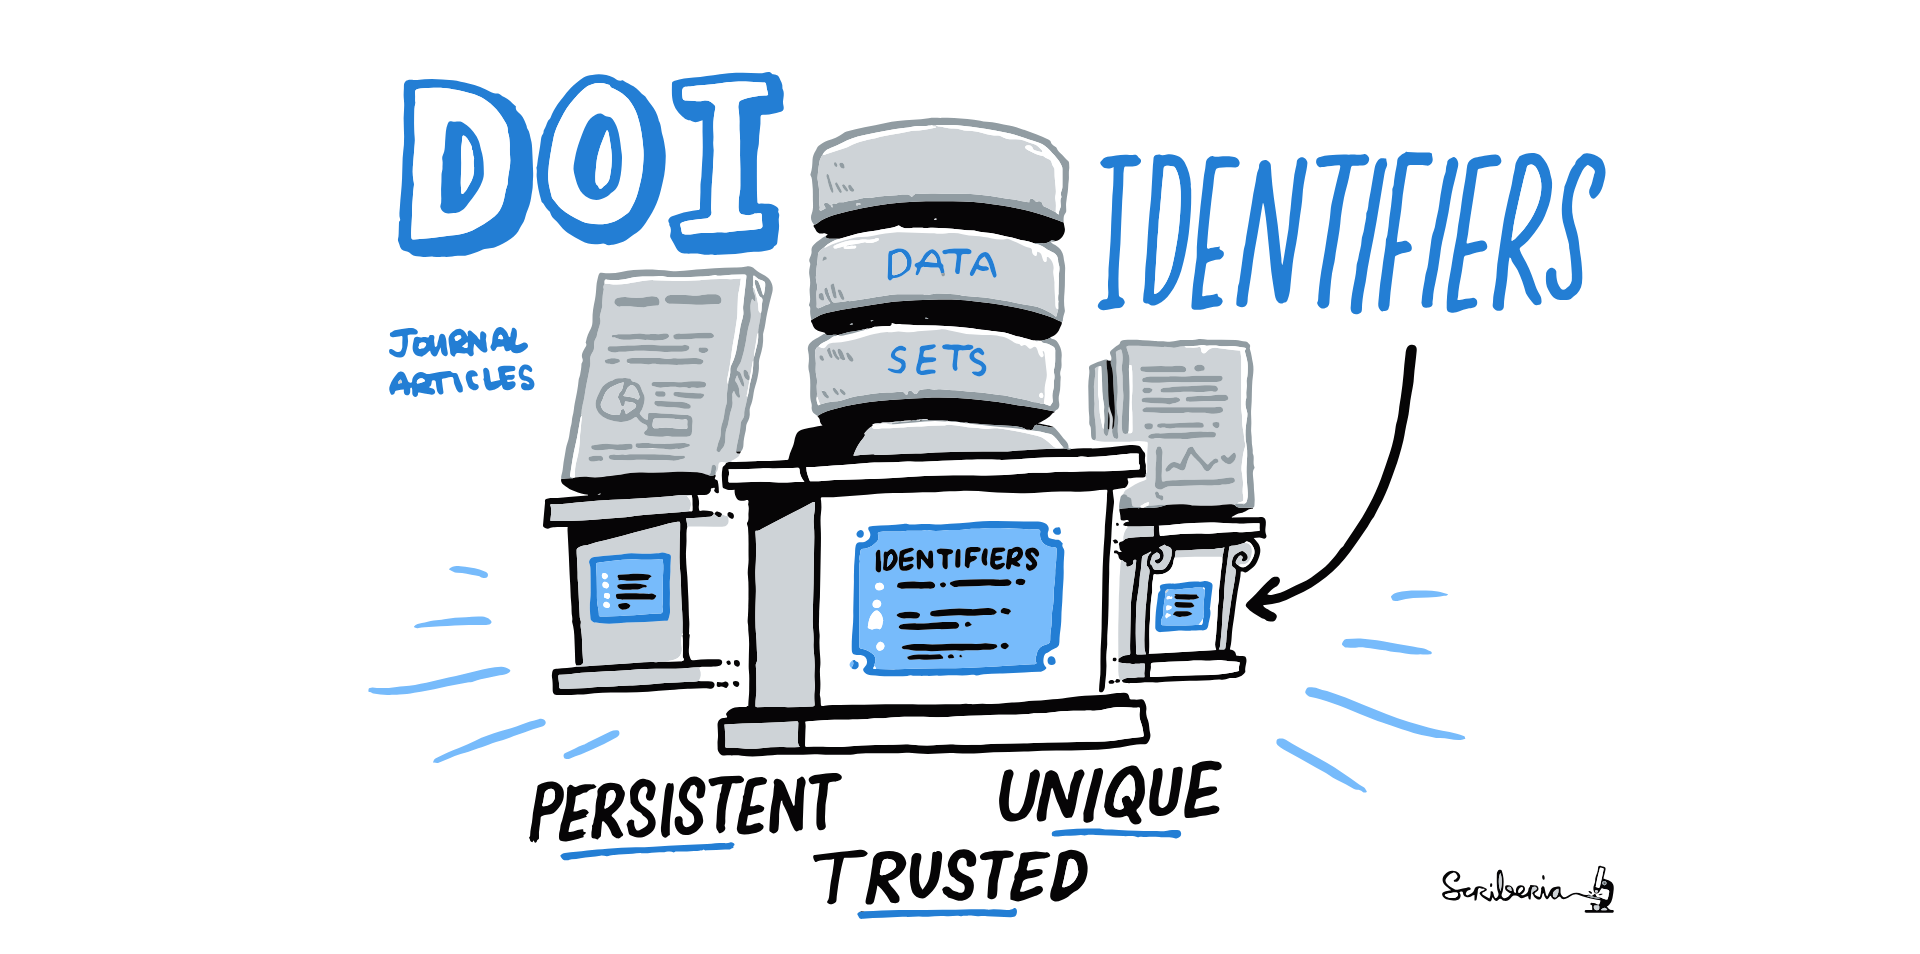 DOI
IDENTIFIERS
JOURNAL
ARTICLES
DATA
SETS
IDENTIFIERS
PERSISTENT
UNIQUE
TRUSTED
Scriberia